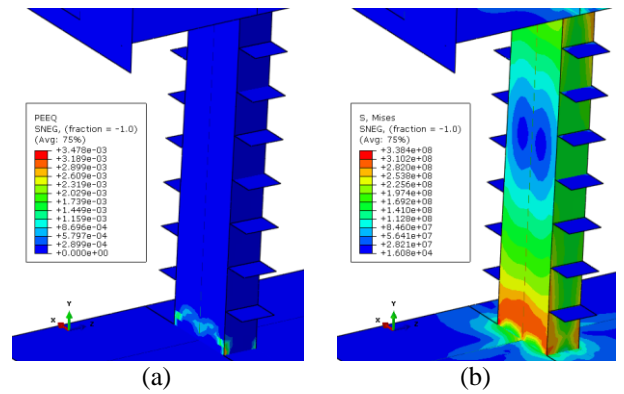 PEEQ
SNEG, (fraction = -1.0)
(Avg: 75%)
+3.478e-03
+3.189e-03
+2.899e-03
+2.609e-03
+2.319e-03
+2.029e-03
+1.739e-03
+1.449e-03
+1.159e-03
+8.696e-04
+5.797e-04
+2.899e-04
+0.000e+00
Y
X
Z
(a)
S, Mises
SNEG, (fraction = -1.0)
(Avg: 75%)
+3.384e+08
+3.102e+08
+2.820e+08
+2.538e+08
+2.256e+08
+1.974e+08
+1.692e+08
+1.410e+08
+1.128e+08
+8.460e+07
+5.641e+07
+2.821e+07
+1.608e+04
Y
X
(b)